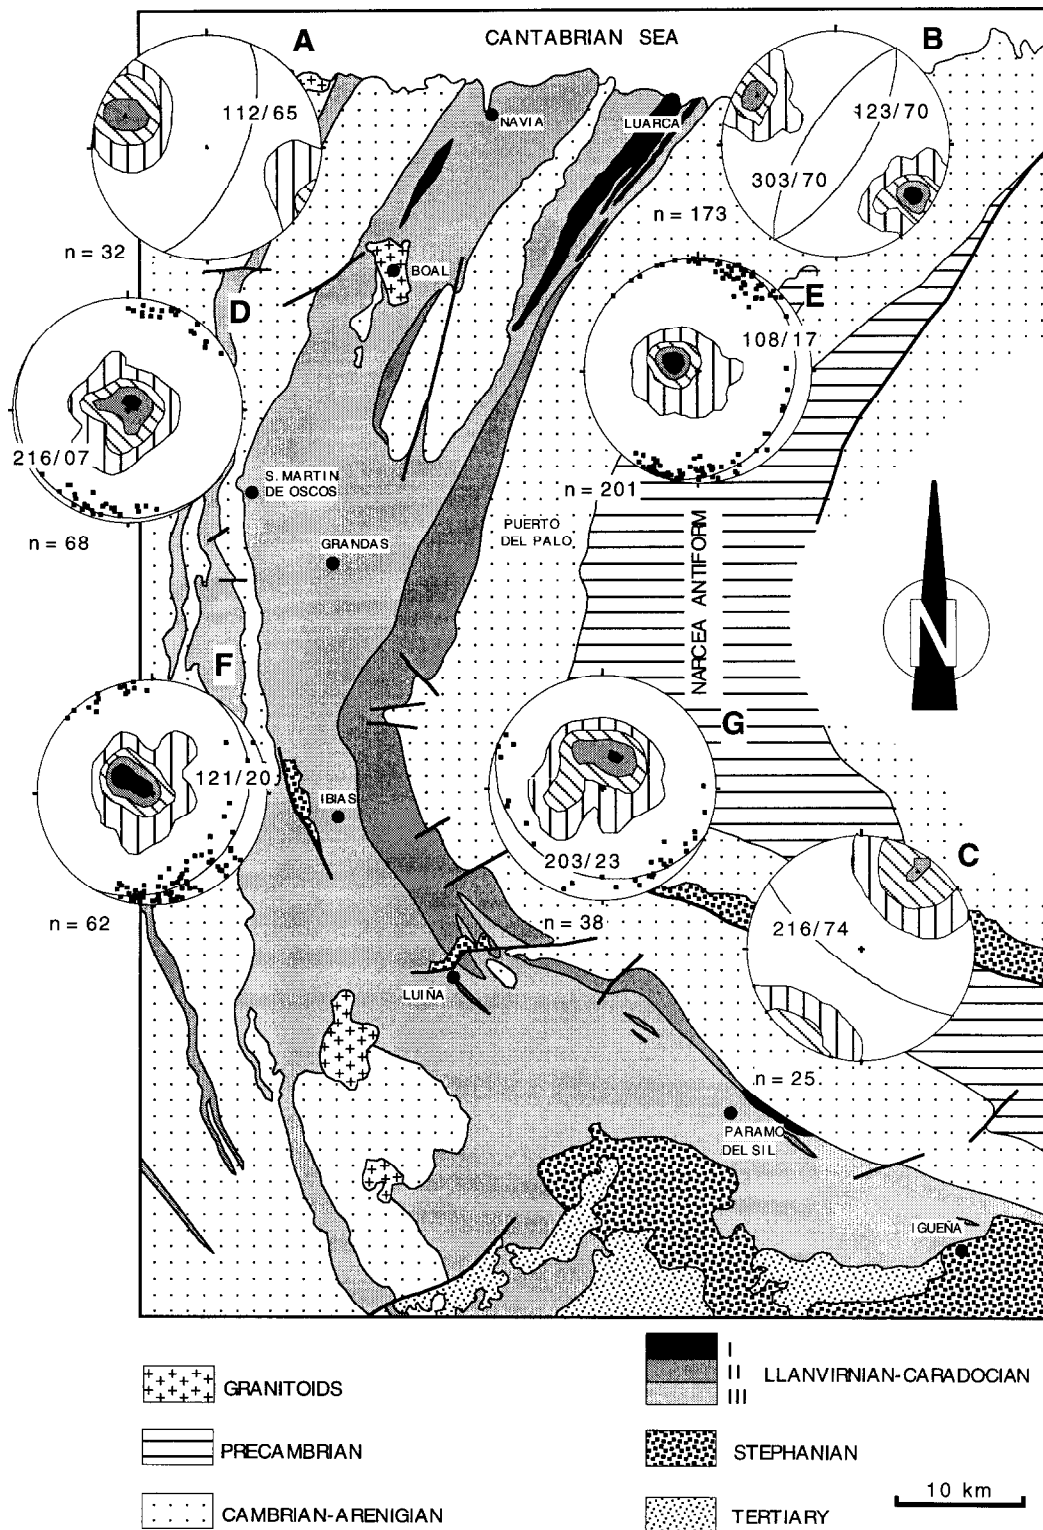 A
CANTABRIAN SEA
B
112/65
NAVIA
LUARCA
123/70
303/70
n = 32
n = 173
BOAL
D
E
108/17
216/07
S. MARTIN
DE OSCOS
n = 201
n = 68
GRANDAS
PUERTO
DEL PALO
NARCEA ANTIFORM
N
F
G
121/20
IBIAS
203/23
C
n = 62
n = 38
216/74
LUIÑA
n = 25
PARAMO
DEL SIL
IGUEÑA
GRANITOIDS
PRECAMBRIAN
CAMBRIAN-ARENIGIAN
I
II
III
LLANVIRNIAN-CARADOCIAN
STEPHANIAN
TERTIARY
10 km